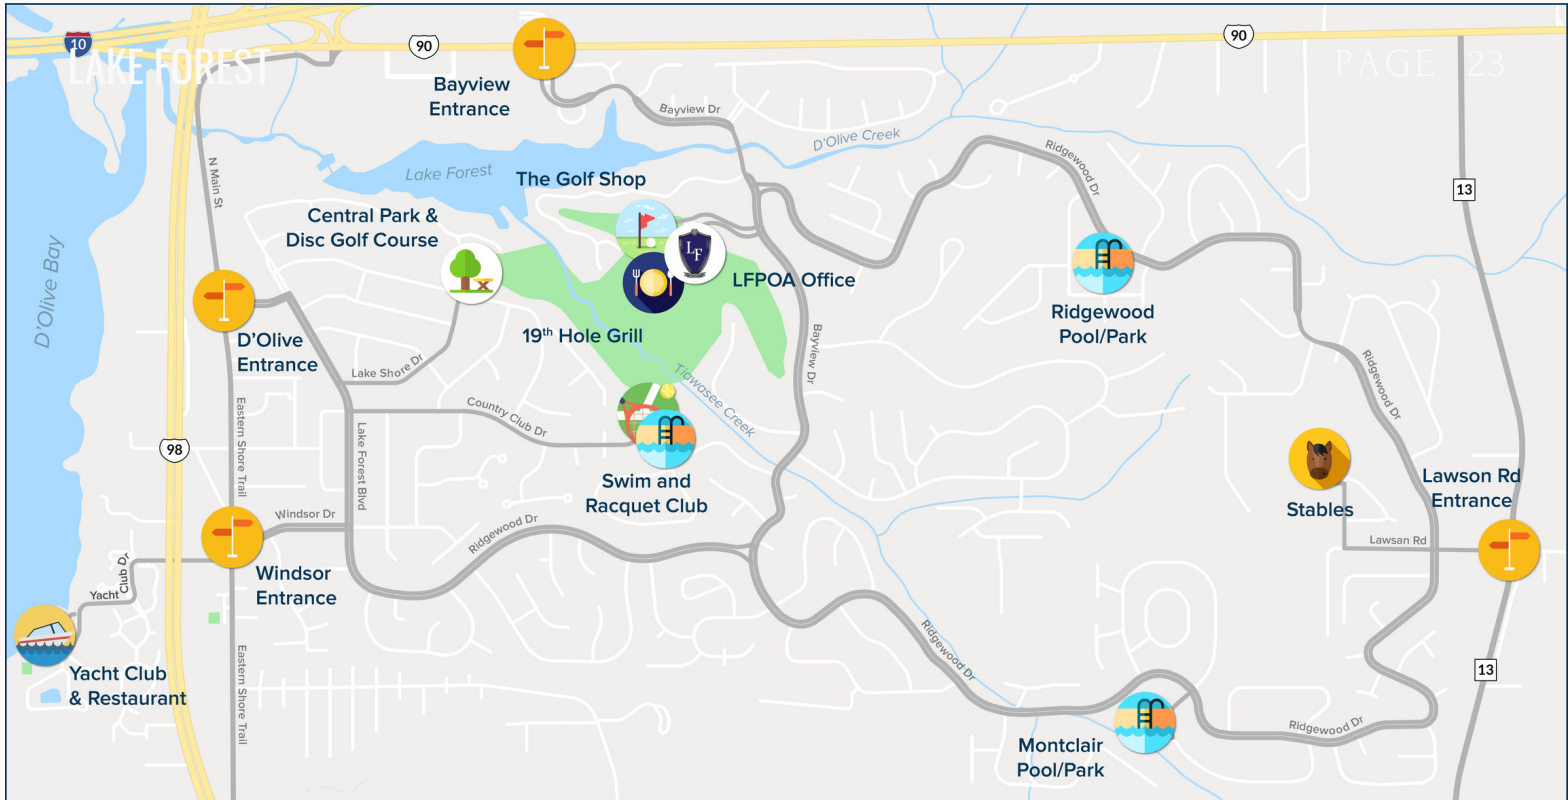 10
LAKE FOREST
90
90
PAGE 23
Bayview
Entrance
Bayview Dr
D'Olive Creek
Lake Forest
The Golf Shop
Ridgewood Dr
N Main St
13
Central Park &
Disc Golf Course
LF
D'Olive Bay
LFPOA Office
D'Olive
Entrance
19th Hole Grill
Ridgewood
Pool/Park
Bayview Dr
Lake Shore Dr
Tiawasee Creek
Ridgewood Dr
Country Club Dr
Eastern Shore Trail
Lake Forest Blvd
98
Swim and
Racquet Club
Stables
Lawson Rd
Entrance
Windsor Dr
Ridgewood Dr
Lawsan Rd
Windsor
Entrance
Yacht Club Dr
Ridgewood Dr
Yacht Club
& Restaurant
Eastern Shore Trail
13
Ridgewood Dr
Montclair
Pool/Park